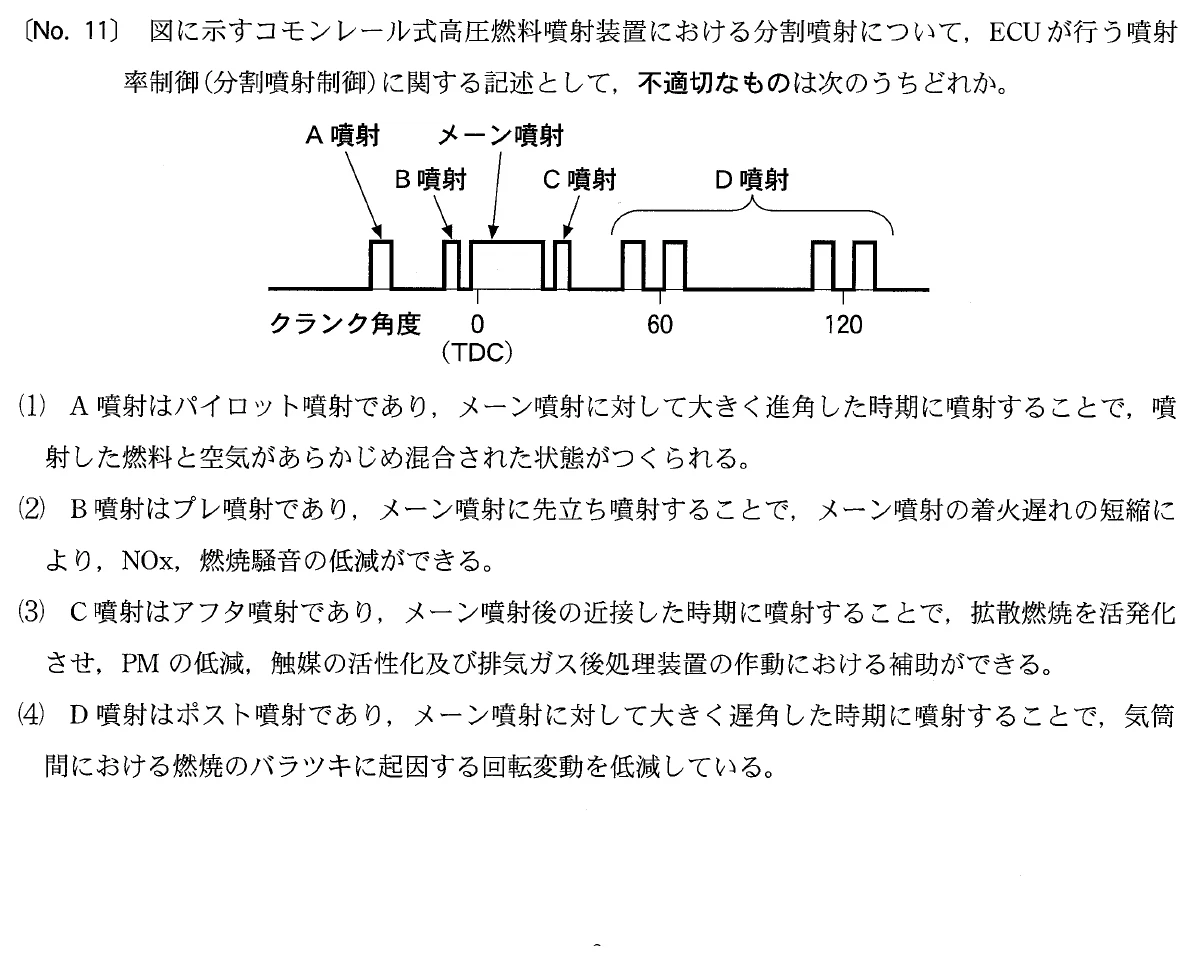 〔No. 11〕 図に示すコモンレール式高圧燃料噴射装置における分割噴射について，ECUが行う噴射
率制御(分割噴射制御)に関する記述として，不適切なものは次のうちどれか。
A 噴射 メーン噴射
B 噴射 C 噴射 D 噴射
クランク角度 0 60 120
(TDC)
⑴ A 噴射はパイロット噴射であり，メーン噴射に対して大きく進角した時期に噴射することで，噴
射した燃料と空気があらかじめ混合された状態がつくられる。
⑵ B 噴射はプレ噴射であり，メーン噴射に先立ち噴射することで，メーン噴射の着火遅れの短縮に
より，NOx，燃焼騒音の低減ができる。
⑶ C 噴射はアフタ噴射であり，メーン噴射後の近接した時期に噴射することで，拡散燃焼を活発化
させ，PM の低減，触媒の活性化及び排気ガス後処理装置の作動における補助ができる。
⑷ D 噴射はポスト噴射であり，メーン噴射に対して大きく遅角した時期に噴射することで，気筒
間における燃焼のバラツキに起因する回転変動を低減している。